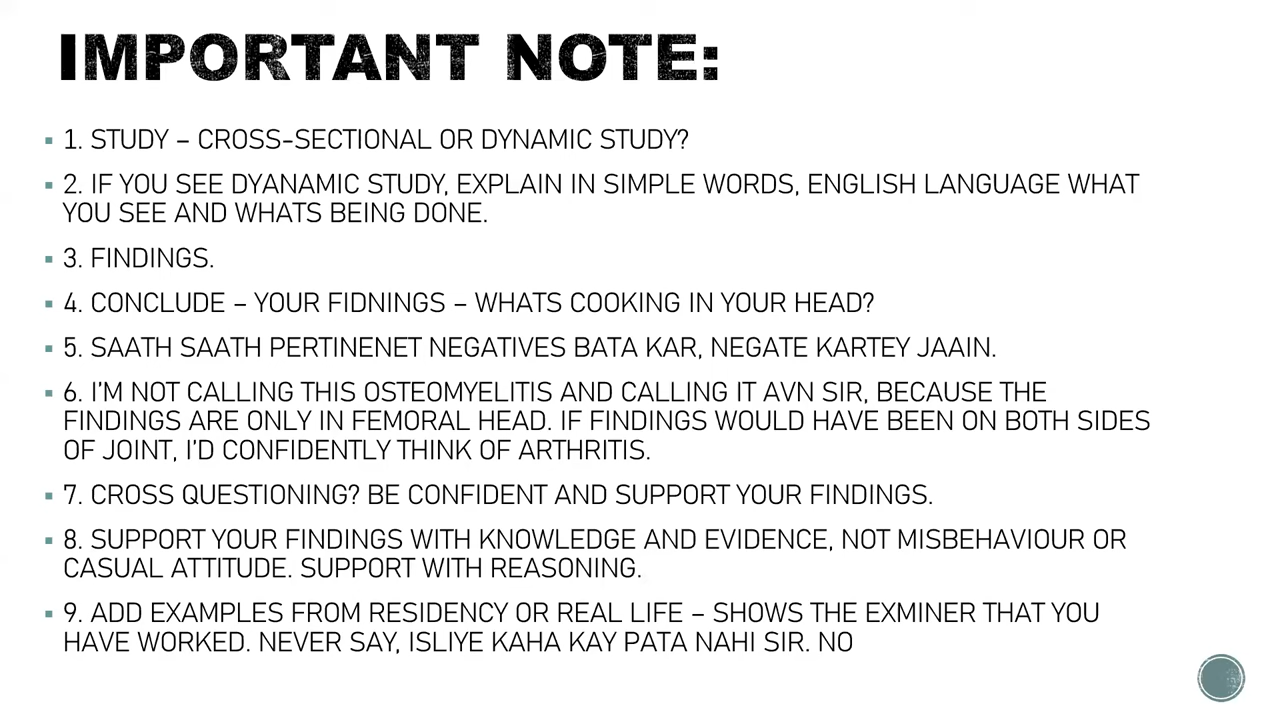 IMPORTANT NOTE:
1. STUDY – CROSS-SECTIONAL OR DYNAMIC STUDY?
2. IF YOU SEE DYANAMIC STUDY, EXPLAIN IN SIMPLE WORDS, ENGLISH LANGUAGE WHAT
YOU SEE AND WHATS BEING DONE.
3. FINDINGS.
4. CONCLUDE – YOUR FIDNINGS – WHATS COOKING IN YOUR HEAD?
5. SAATH SAATH PERTINENET NEGATIVES BATA KAR, NEGATE KARTEY JAAIN.
6. I'M NOT CALLING THIS OSTEOMYELITIS AND CALLING IT AVN SIR, BECAUSE THE
FINDINGS ARE ONLY IN FEMORAL HEAD. IF FINDINGS WOULD HAVE BEEN ON BOTH SIDES
OF JOINT, I'D CONFIDENTLY THINK OF ARTHRITIS.
7. CROSS QUESTIONING? BE CONFIDENT AND SUPPORT YOUR FINDINGS.
8. SUPPORT YOUR FINDINGS WITH KNOWLEDGE AND EVIDENCE, NOT MISBEHAVIOUR OR
CASUAL ATTITUDE. SUPPORT WITH REASONING.
9. ADD EXAMPLES FROM RESIDENCY OR REAL LIFE – SHOWS THE EXMINER THAT YOU
HAVE WORKED. NEVER SAY, ISLIYE KAHA KAY PATA NAHI SIR. NO